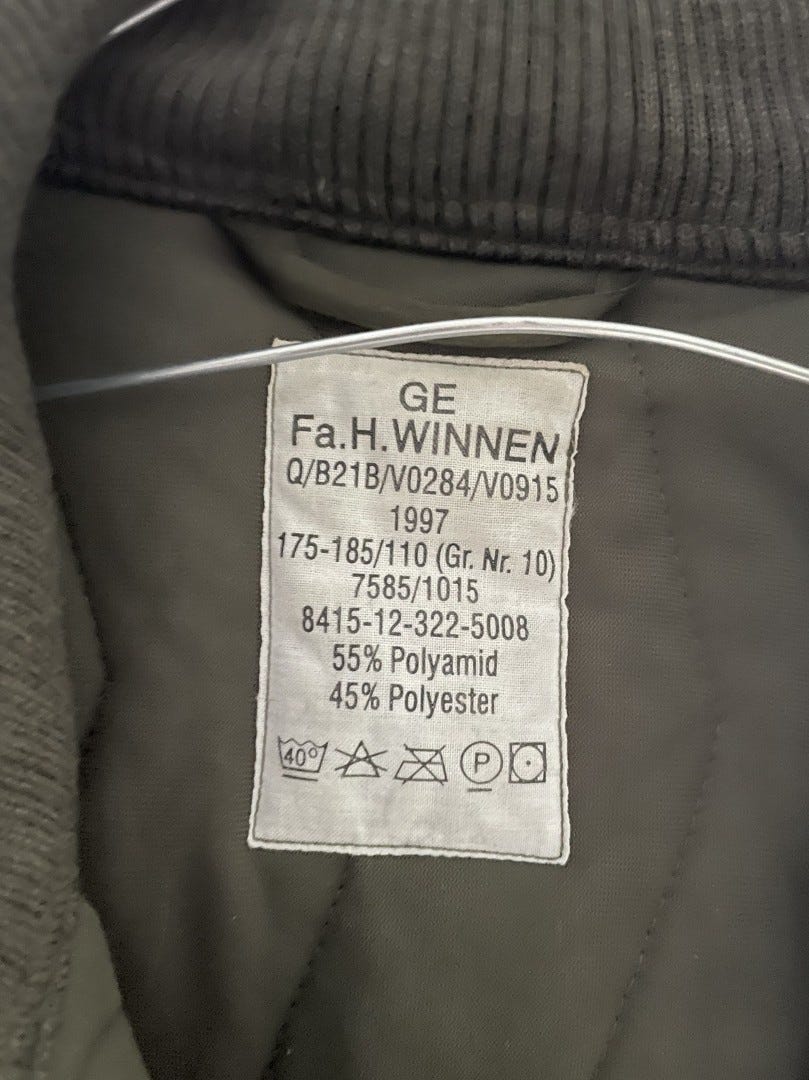 GE
Fa.H.WINNEN
Q/B21B/V0284/V0915
1997
175-185/110 (Gr. Nr. 10)
7585/1015
8415-12-322-5008
55% Polyamid
45% Polyester
40° P